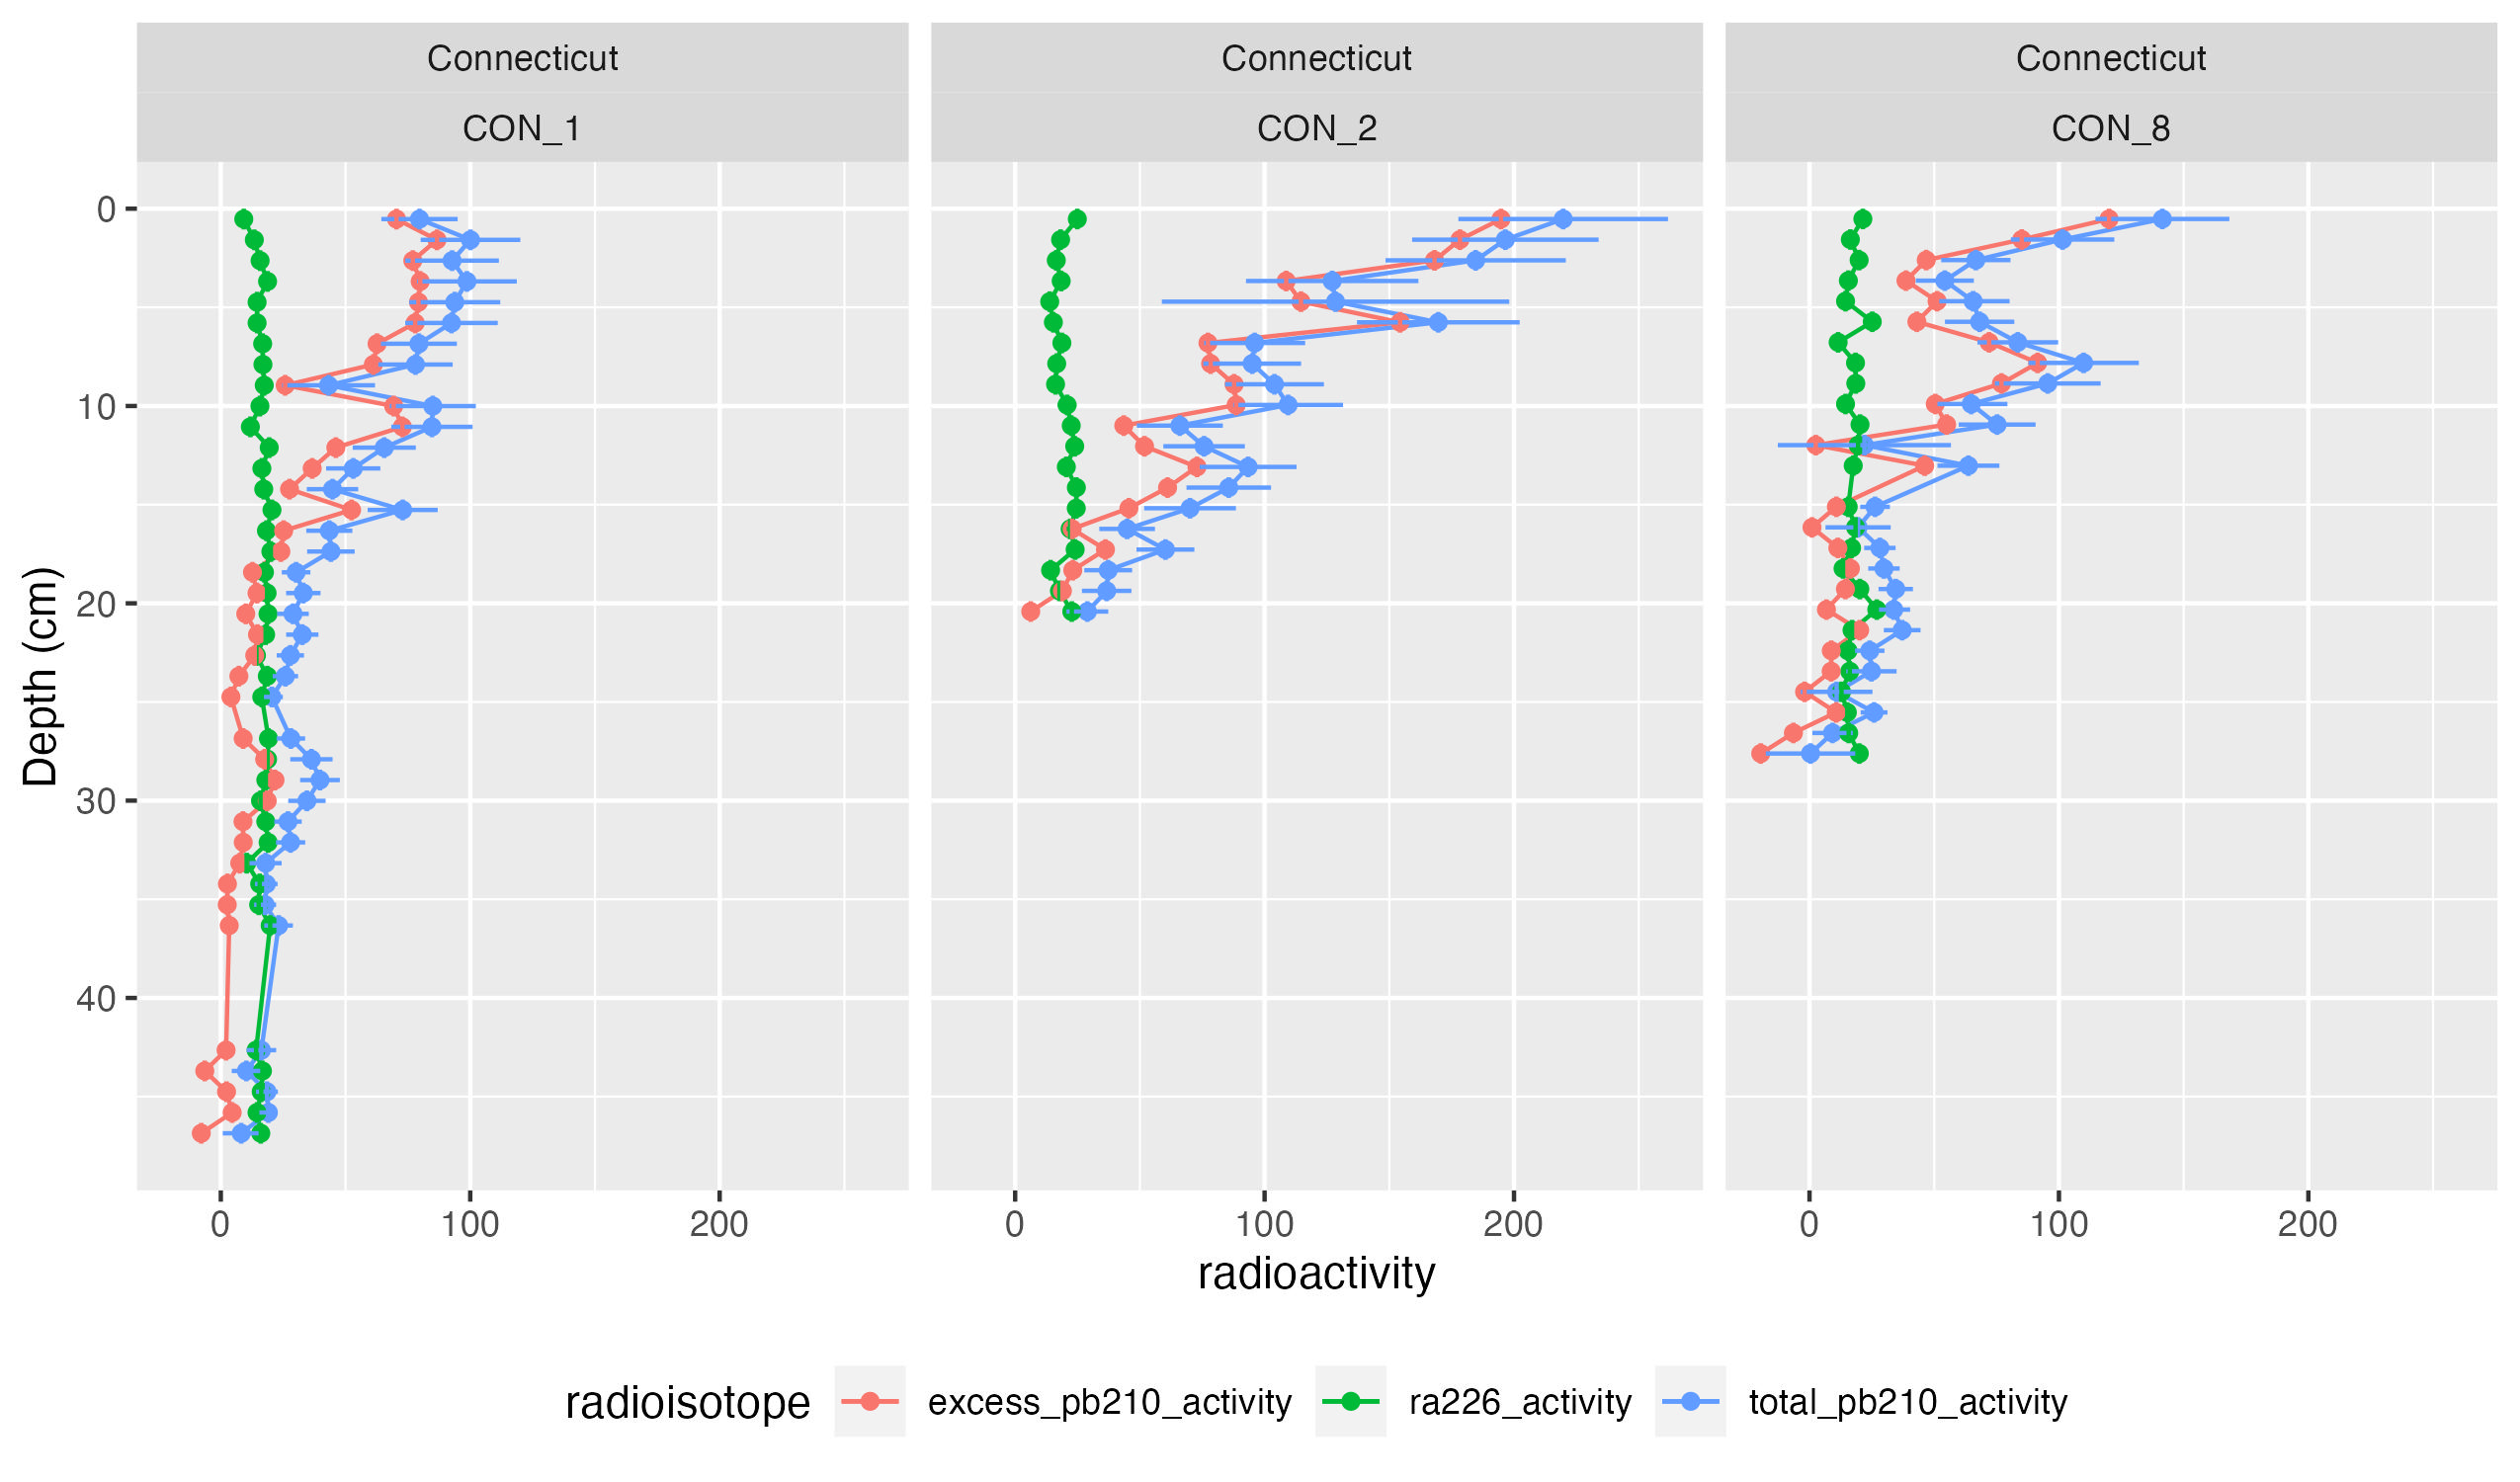 Connecticut Connecticut Connecticut
CON_1 CON_2 CON_8
0
10
20
30
40
Depth (cm)
0 100 200 0 100 200 0 100 200
radioactivity
radioisotope excess_pb210_activity ra226_activity total_pb210_activity